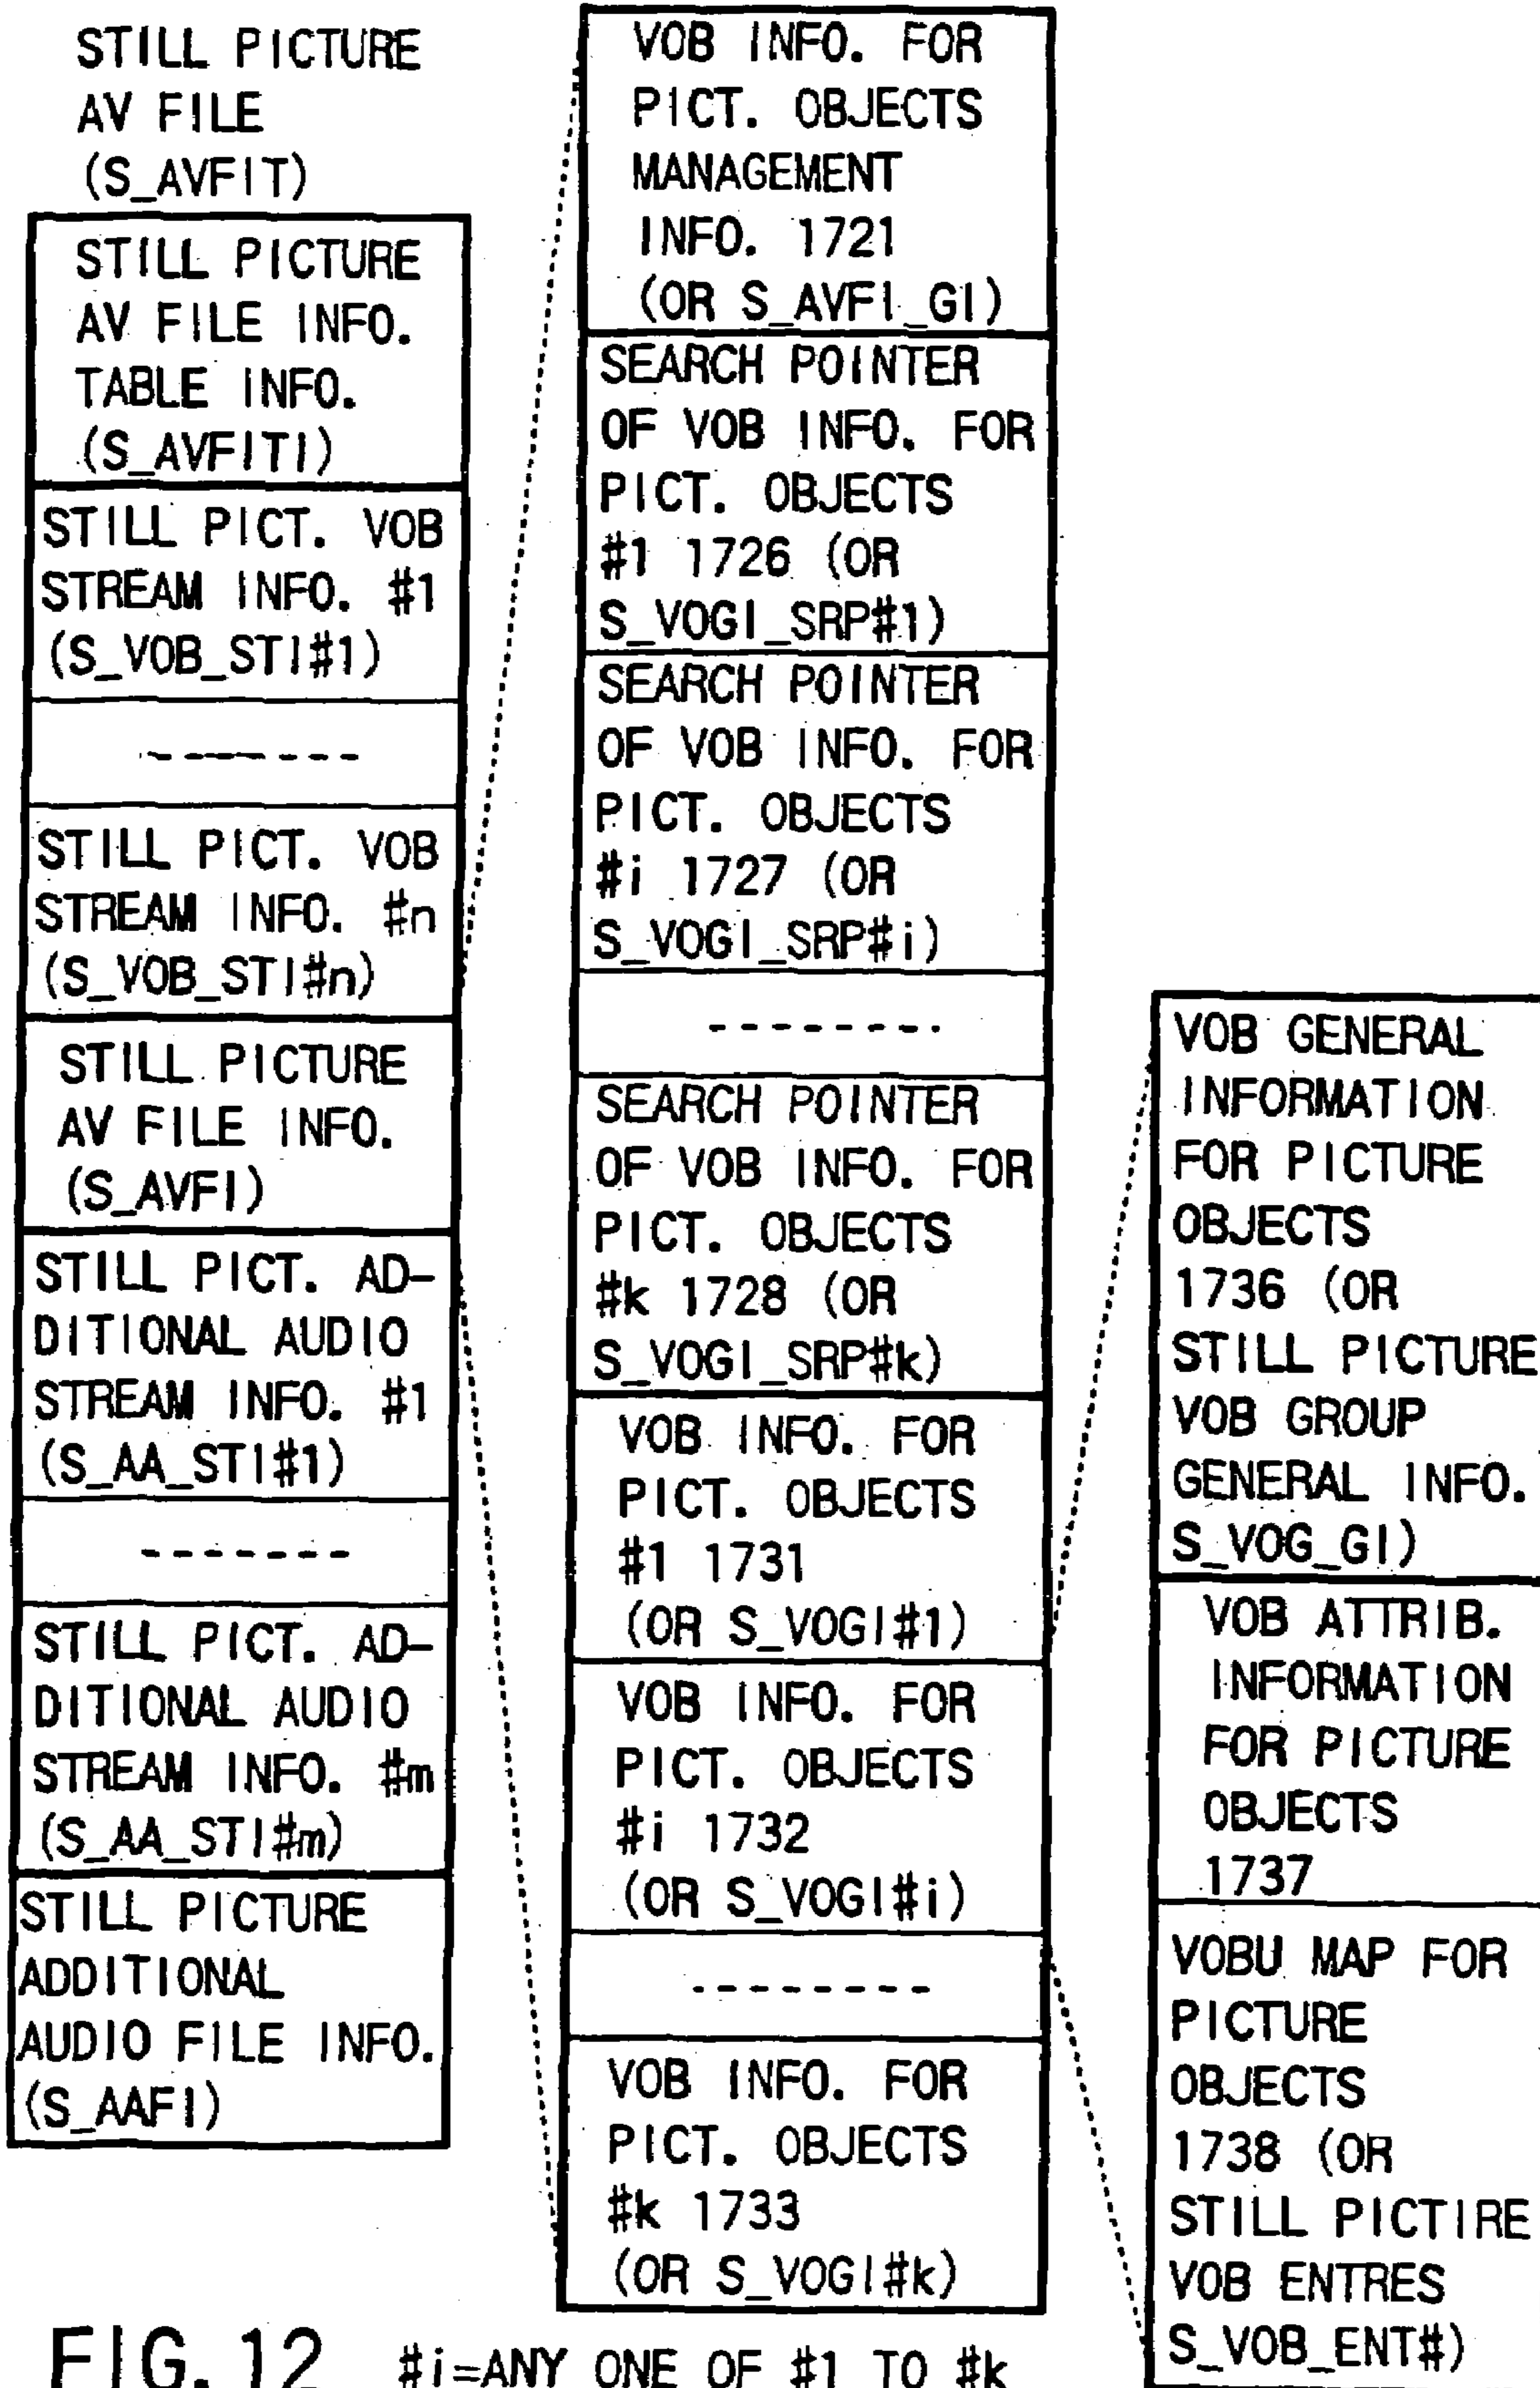 STILL PICTURE
AV FILE
(S_AVFIT)
STILL PICTURE
AV FILE INFO.
TABLE INFO.
(S_AVFITI)
STILL PICT. VOB
STREAM INFO. #1
(S_VOB_STI#1)
-------
STILL PICT. VOB
STREAM INFO. #n
(S_VOB_STI#n)
STILL PICTURE
AV FILE INFO.
(S_AVFI)
STILL PICT. AD-
DITIONAL AUDIO
STREAM INFO. #1
(S_AA_STI#1)
-------
STILL PICT. AD-
DITIONAL AUDIO
STREAM INFO. #m
(S_AA_STI#m)
STILL PICTURE
ADDITIONAL
AUDIO FILE INFO.
(S_AAFI)
VOB INFO. FOR
PICT. OBJECTS
MANAGEMENT
INFO. 1721
(OR S_AVFI_GI)
SEARCH POINTER
OF VOB INFO. FOR
PICT. OBJECTS
#1 1726 (OR
S_VOGI_SRP#1)
SEARCH POINTER
OF VOB INFO. FOR
PICT. OBJECTS
#i 1727 (OR
S_VOGI_SRP#i)
--------
SEARCH POINTER
OF VOB INFO. FOR
PICT. OBJECTS
#k 1728 (OR
S_VOGI_SRP#k)
VOB INFO. FOR
PICT. OBJECTS
#1 1731
(OR S_VOGI#1)
VOB INFO. FOR
PICT. OBJECTS
#i 1732
(OR S_VOGI#i)
--------
VOB INFO. FOR
PICT. OBJECTS
#k 1733
(OR S_VOGI#k)
VOB GENERAL
INFORMATION
FOR PICTURE
OBJECTS
1736 (OR
STILL PICTURE
VOB GROUP
GENERAL INFO.
S_VOG_GI)
VOB ATTRIB.
INFORMATION
FOR PICTURE
OBJECTS
1737
VOBU MAP FOR
PICTURE
OBJECTS
1738 (OR
STILL PICTIRE
VOB ENTRES
S_VOB_ENT#)
FIG. 12 #i=ANY ONE OF #1 TO #k